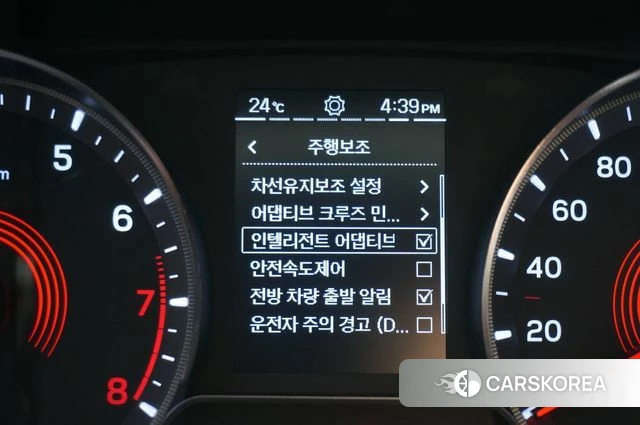 24℃ 4:39 PM
주행보조
차선유지보조 설정
어댑티브 크루즈 민...
인텔리전트 어댑티브
안전속도제어
전방 차량 출발 알림
운전자 주의 경고 (D...
5
6
7
8
80
60
40
20
CARSKOREA